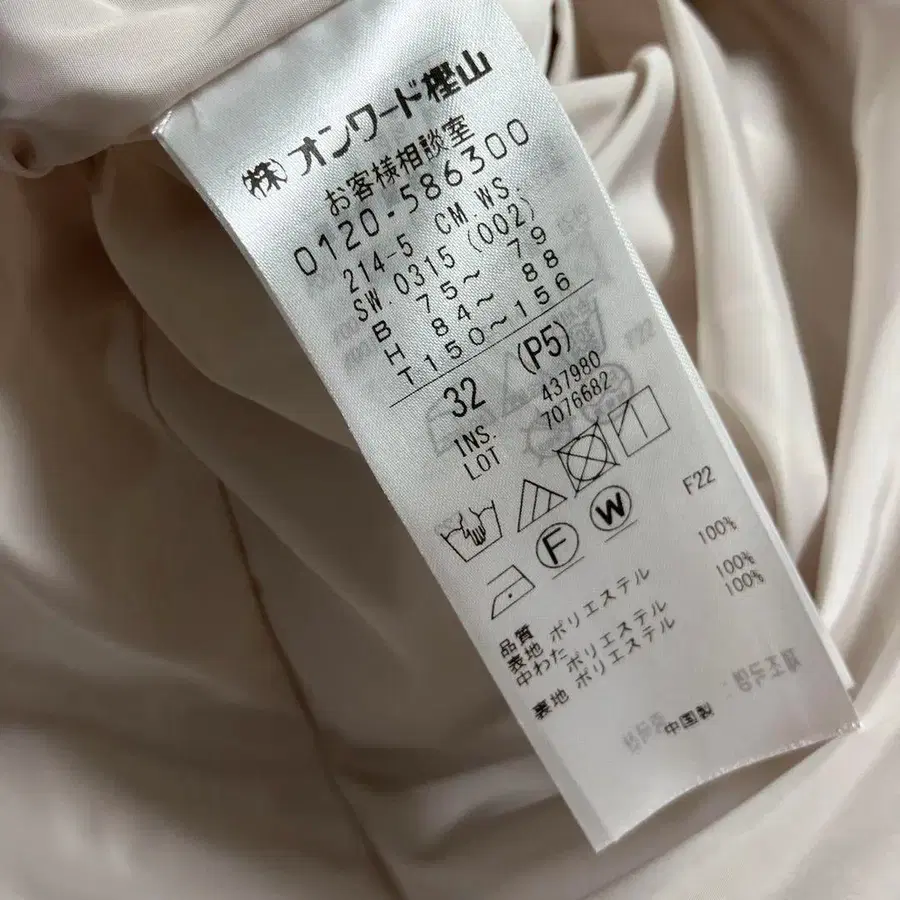 (株)オンワード樫山
お客様相談室
0120-586300
214-5 CM WS.
SW.0315 (002)
B 75～ 79
H 84～ 88
T150～156
32 (P5)
INS. 437980
LOT 7076682
F W F22
品質
表地 ポリエステル 100%
中わた ポリエステル 100%
裏地 ポリエステル 100%
中国製